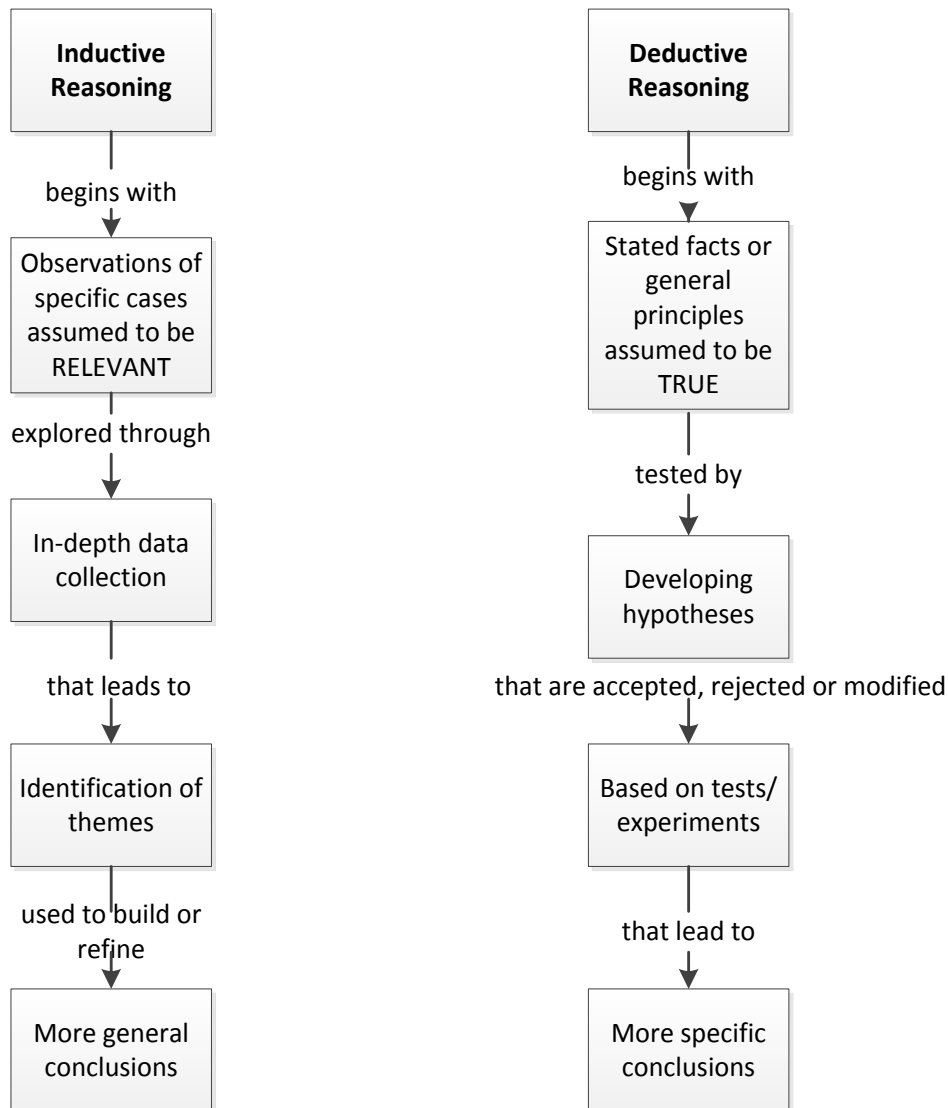 Inductive
Reasoning
begins with
Observations of
specific cases
assumed to be
RELEVANT
explored through
In-depth data
collection
that leads to
Identification of
themes
used to build or
refine
More general
conclusions
Deductive
Reasoning
begins with
Stated facts or
general
principles
assumed to be
TRUE
tested by
Developing
hypotheses
that are accepted, rejected or modified
Based on tests/
experiments
that lead to
More specific
conclusions